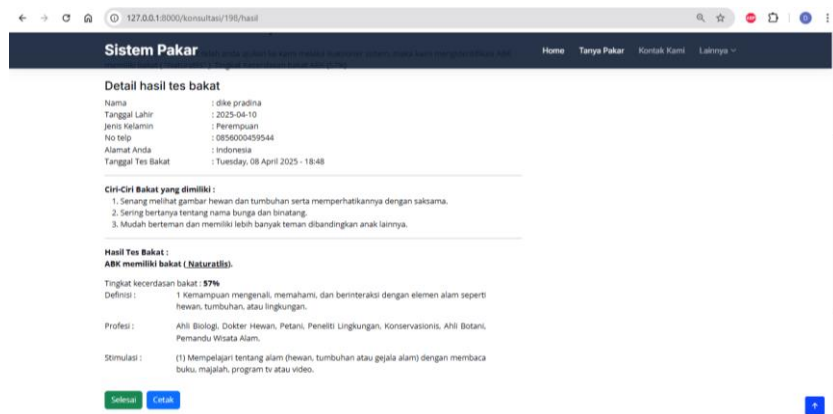 127.0.0.1:8000/konsultasi/198/hasil
Sistem Pakar
Home Tanya Pakar Kontak Kami Lainnya
Detail hasil tes bakat
Nama : dike pradina
Tanggal Lahir : 2025-04-10
Jenis Kelamin : Perempuan
No telp : 0856000459544
Alamat Anda : Indonesia
Tanggal Tes Bakat : Tuesday, 08 April 2025 - 18:48
Ciri-Ciri Bakat yang dimiliki :
1. Senang melihat gambar hewan dan tumbuhan serta memperhatikannya dengan saksama.
2. Sering bertanya tentang nama bunga dan binatang.
3. Mudah berteman dan memiliki lebih banyak teman dibandingkan anak lainnya.
Hasil Tes Bakat :
ABK memiliki bakat ( Naturatlis).
Tingkat kecerdasan bakat : 57%
Definisi : 1 Kemampuan mengenali, memahami, dan berinteraksi dengan elemen alam seperti
hewan, tumbuhan, atau lingkungan.
Profesi : Ahli Biologi, Dokter Hewan, Petani, Peneliti Lingkungan, Konservasionis, Ahli Botani,
Pemandu Wisata Alam.
Stimulasi : (1) Mempelajari tentang alam (hewan, tumbuhan atau gejala alam) dengan membaca
buku, majalah, program tv atau video.
Selesai Cetak